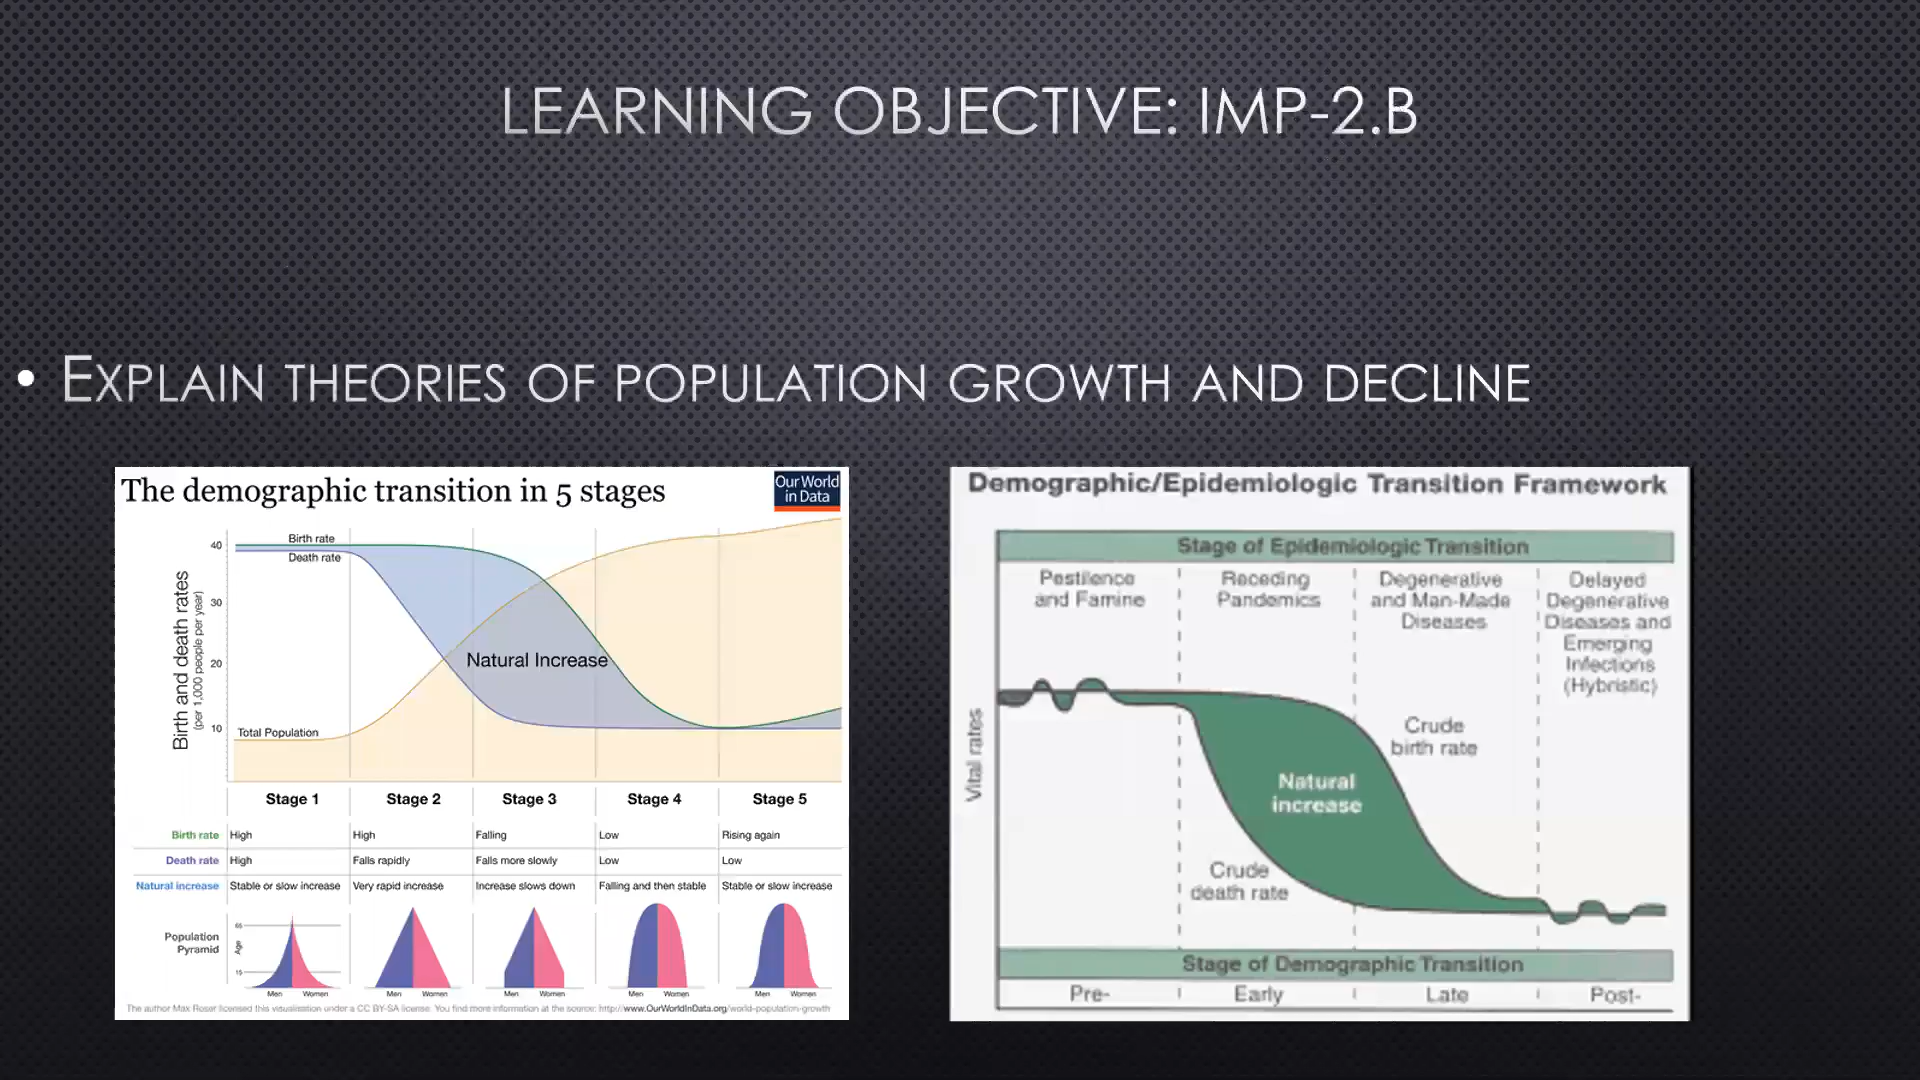 LEARNING OBJECTIVE: IMP-2.B
• EXPLAIN THEORIES OF POPULATION GROWTH AND DECLINE
The demographic transition in 5 stages
Our World
in Data
Birth and death rates
(per 1,000 people per year)
40
30
20
10
Birth rate
Death rate
Natural Increase
Total Population
Stage 1 Stage 2 Stage 3 Stage 4 Stage 5
Birth rate High High Falling Low Rising again
Death rate High Falls rapidly Falls more slowly Low Low
Natural increase Stable or slow increase Very rapid increase Increase slows down Falling and then stable Stable or slow increase
Population
Pyramid
Age
65
15
Men Women Men Women Men Women Men Women Men Women
The author Max Roser licensed this visualisation under a CC BY-SA license. You find more information at the source: http://www.OurWorldInData.org/world-population-growth
Demographic/Epidemiologic Transition Framework
Stage of Epidemiologic Transition
Pestilence
and Famine
Receding
Pandemics
Degenerative
and Man-Made
Diseases
Delayed
Degenerative
Diseases and
Emerging
Infections
(Hybristic)
Vital rates
Crude
birth rate
Natural
increase
Crude
death rate
Stage of Demographic Transition
Pre- Early Late Post-